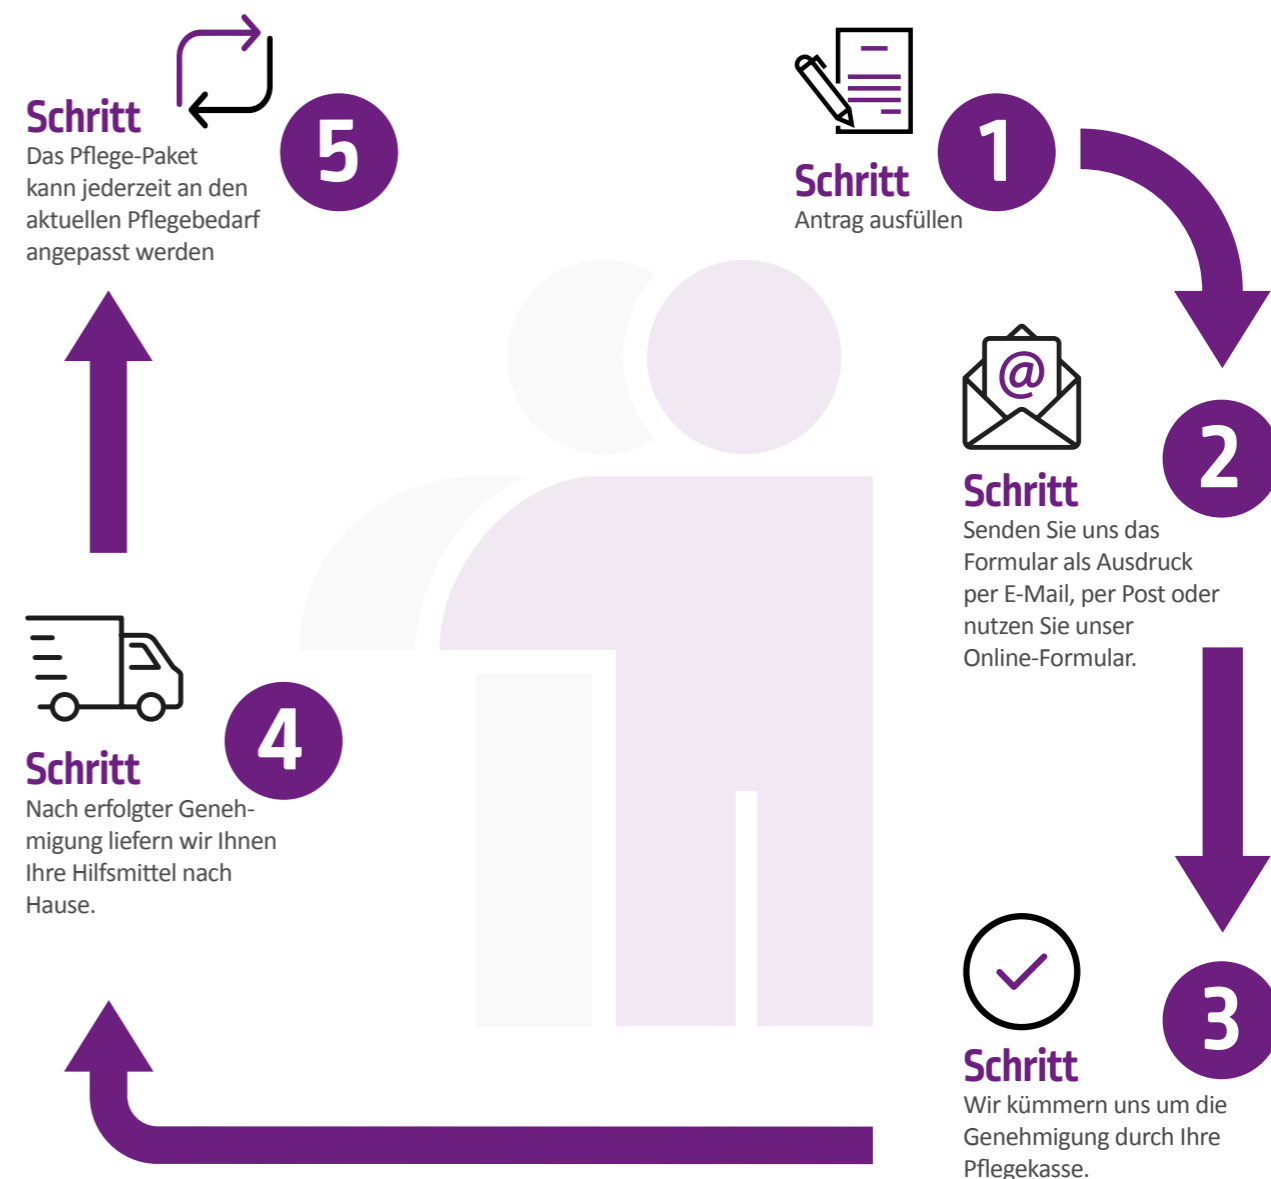 1
Schritt
Antrag ausfüllen
@
2
Schritt
Senden Sie uns das
Formular als Ausdruck
per E-Mail, per Post oder
nutzen Sie unser
Online-Formular.
3
Schritt
Wir kümmern uns um die
Genehmigung durch Ihre
Pflegekasse.
4
Schritt
Nach erfolgter Geneh-
migung liefern wir Ihnen
Ihre Hilfsmittel nach
Hause.
5
Schritt
Das Pflege-Paket
kann jederzeit an den
aktuellen Pflegebedarf
angepasst werden